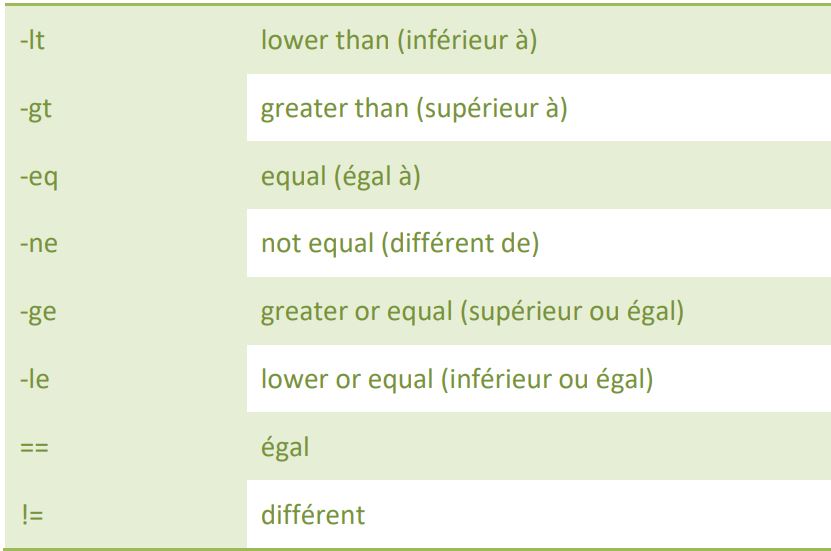 -lt lower than (inférieur à)
-gt greater than (supérieur à)
-eq equal (égal à)
-ne not equal (différent de)
-ge greater or equal (supérieur ou égal)
-le lower or equal (inférieur ou égal)
== égal
!= différent